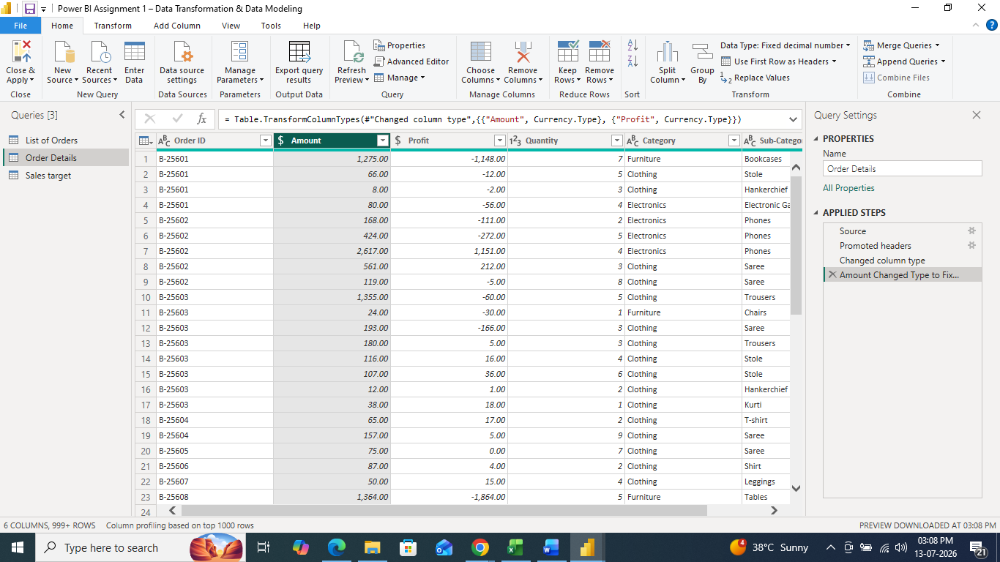 Power BI Assignment 1 – Data Transformation & Data Modeling
File Home Transform Add Column View Tools Help
Close & Apply
New Source
Recent Sources
Enter Data
Data source settings
Manage Parameters
Export query results
Refresh Preview
Properties
Advanced Editor
Manage
Choose Columns
Remove Columns
Keep Rows
Remove Rows
Split Column
Group By
Data Type: Fixed decimal number
Use First Row as Headers
Replace Values
Merge Queries
Append Queries
Combine Files
Close New Query Data Sources Parameters Output Data Query Manage Columns Reduce Rows Sort Transform Combine
Queries [3]
List of Orders
Order Details
Sales target
fx = Table.TransformColumnTypes(#"Changed column type",{{"Amount", Currency.Type}, {"Profit", Currency.Type}})
ABC Order ID $ Amount $ Profit 123 Quantity ABC Category ABC Sub-Catego
1 B-25601 1,275.00 -1,148.00 7 Furniture Bookcases
2 B-25601 66.00 -12.00 5 Clothing Stole
3 B-25601 8.00 -2.00 3 Clothing Hankerchief
4 B-25601 80.00 -56.00 4 Electronics Electronic Ga
5 B-25602 168.00 -111.00 2 Electronics Phones
6 B-25602 424.00 -272.00 5 Electronics Phones
7 B-25602 2,617.00 1,151.00 4 Electronics Phones
8 B-25602 561.00 212.00 3 Clothing Saree
9 B-25602 119.00 -5.00 8 Clothing Saree
10 B-25603 1,355.00 -60.00 5 Clothing Trousers
11 B-25603 24.00 -30.00 1 Furniture Chairs
12 B-25603 193.00 -166.00 3 Clothing Saree
13 B-25603 180.00 5.00 3 Clothing Trousers
14 B-25603 116.00 16.00 4 Clothing Stole
15 B-25603 107.00 36.00 6 Clothing Stole
16 B-25603 12.00 1.00 2 Clothing Hankerchief
17 B-25603 38.00 18.00 1 Clothing Kurti
18 B-25604 65.00 17.00 2 Clothing T-shirt
19 B-25604 157.00 5.00 9 Clothing Saree
20 B-25605 75.00 0.00 7 Clothing Saree
21 B-25606 87.00 4.00 2 Clothing Shirt
22 B-25607 50.00 15.00 4 Clothing Leggings
23 B-25608 1,364.00 -1,864.00 5 Furniture Tables
24
Query Settings
PROPERTIES
Name
Order Details
All Properties
APPLIED STEPS
Source
Promoted headers
Changed column type
Amount Changed Type to Fix...
6 COLUMNS, 999+ ROWS Column profiling based on top 1000 rows PREVIEW DOWNLOADED AT 03:08 PM
Type here to search
4 38°C Sunny
03:08 PM
13-07-2026
21